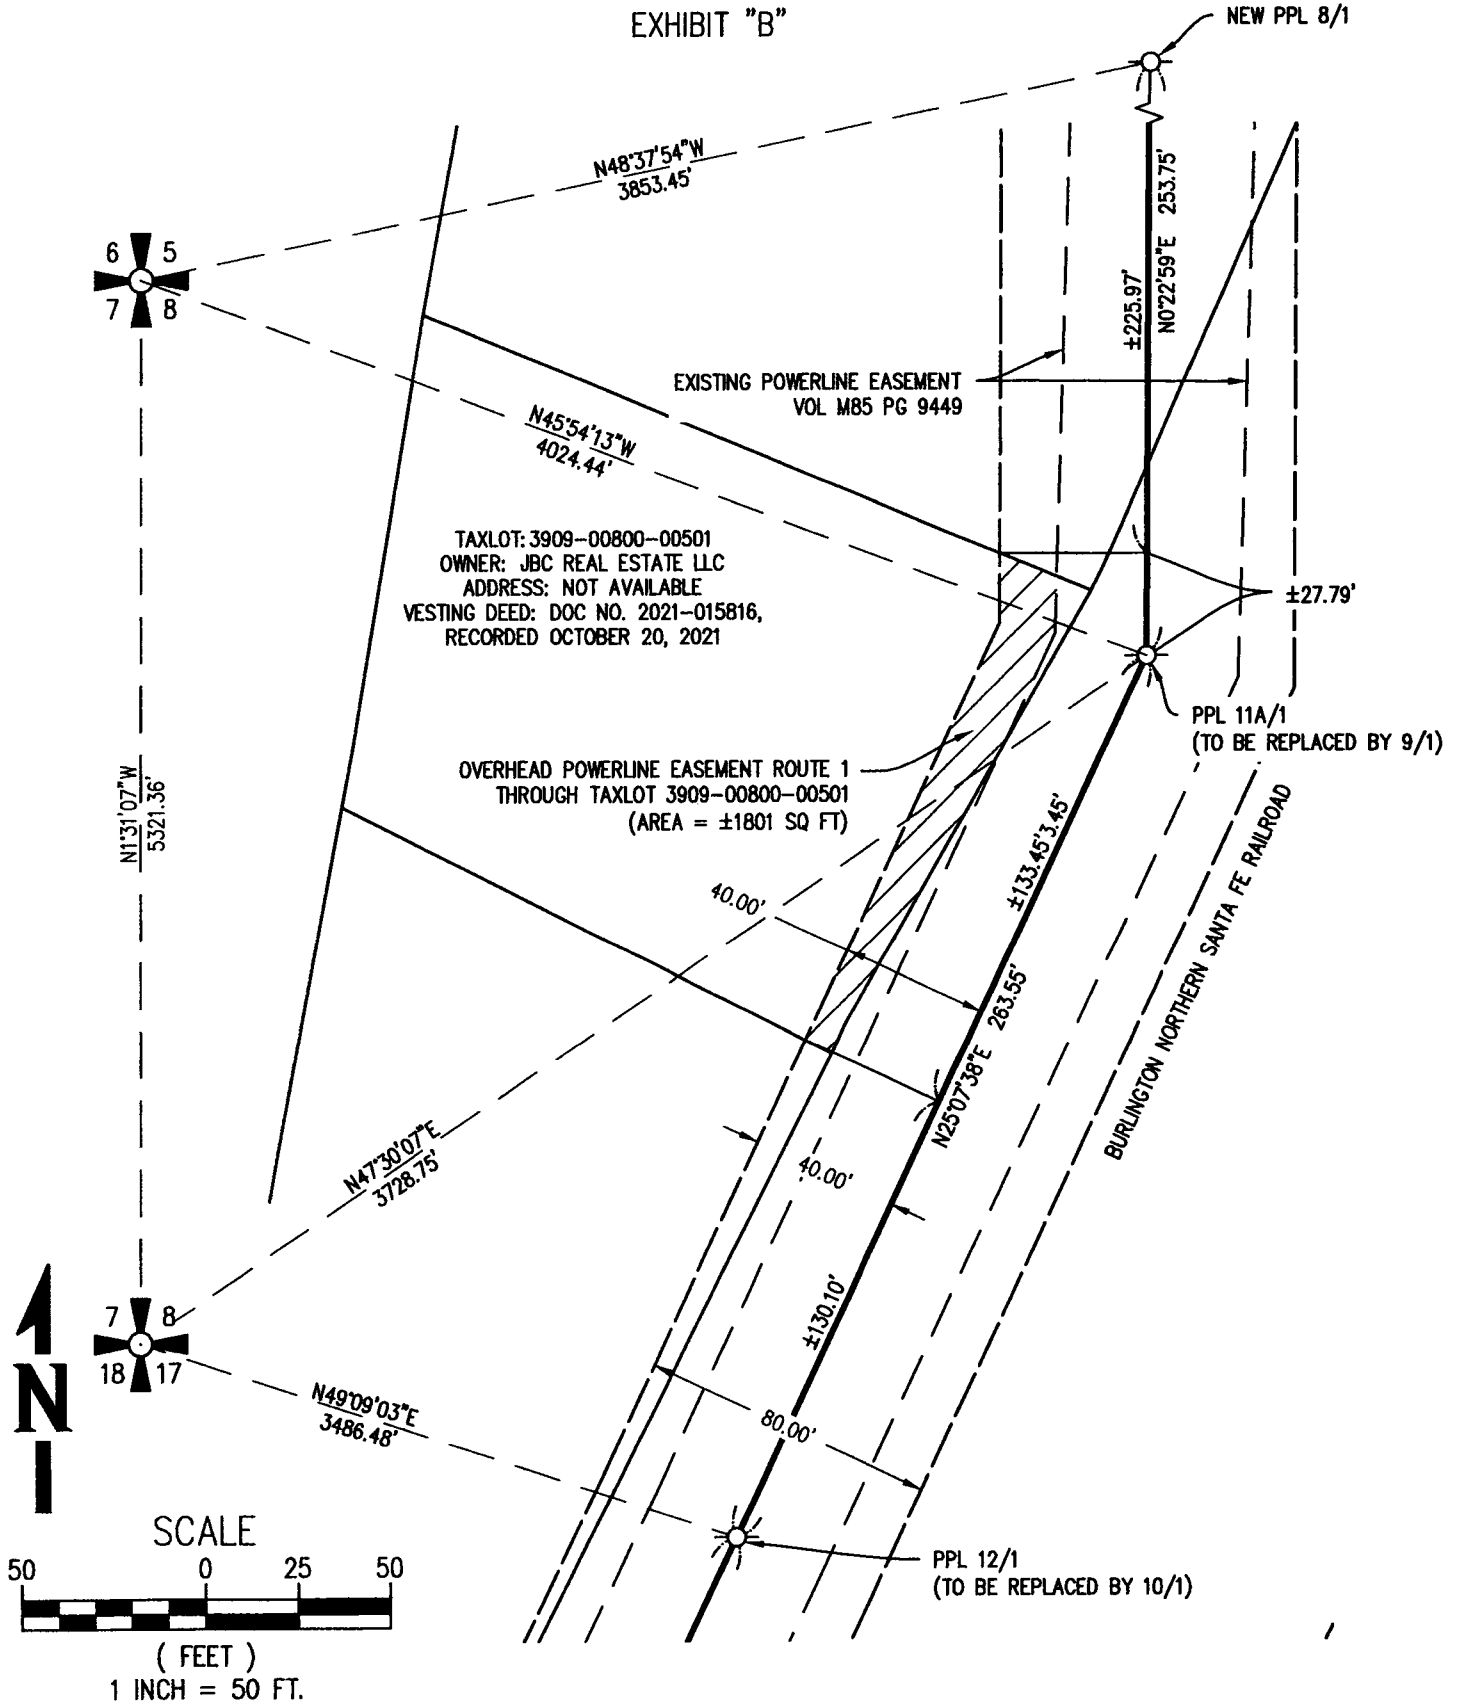 EXHIBIT "B"
NEW PPL 8/1
N48°37'54"W
3853.45'
6 5
7 8
N0°22'59"E 253.75'
±225.97'
EXISTING POWERLINE EASEMENT
VOL M85 PG 9449
N45°54'13"W
4024.44'
TAXLOT: 3909-00800-00501
OWNER: JBC REAL ESTATE LLC
ADDRESS: NOT AVAILABLE
VESTING DEED: DOC NO. 2021-015816,
RECORDED OCTOBER 20, 2021
±27.79'
PPL 11A/1
(TO BE REPLACED BY 9/1)
OVERHEAD POWERLINE EASEMENT ROUTE 1
THROUGH TAXLOT 3909-00800-00501
(AREA = ±1801 SQ FT)
N1°31'07"W
5321.36'
±133.45'3.45'
BURLINGTON NORTHERN SANTA FE RAILROAD
40.00'
N25°07'38"E 263.55'
40.00'
N47°30'07"E
3728.75'
±130.10'
7 8
18 17
N49°09'03"E
3486.48'
80.00'
N
SCALE
50 0 25 50
( FEET )
1 INCH = 50 FT.
PPL 12/1
(TO BE REPLACED BY 10/1)